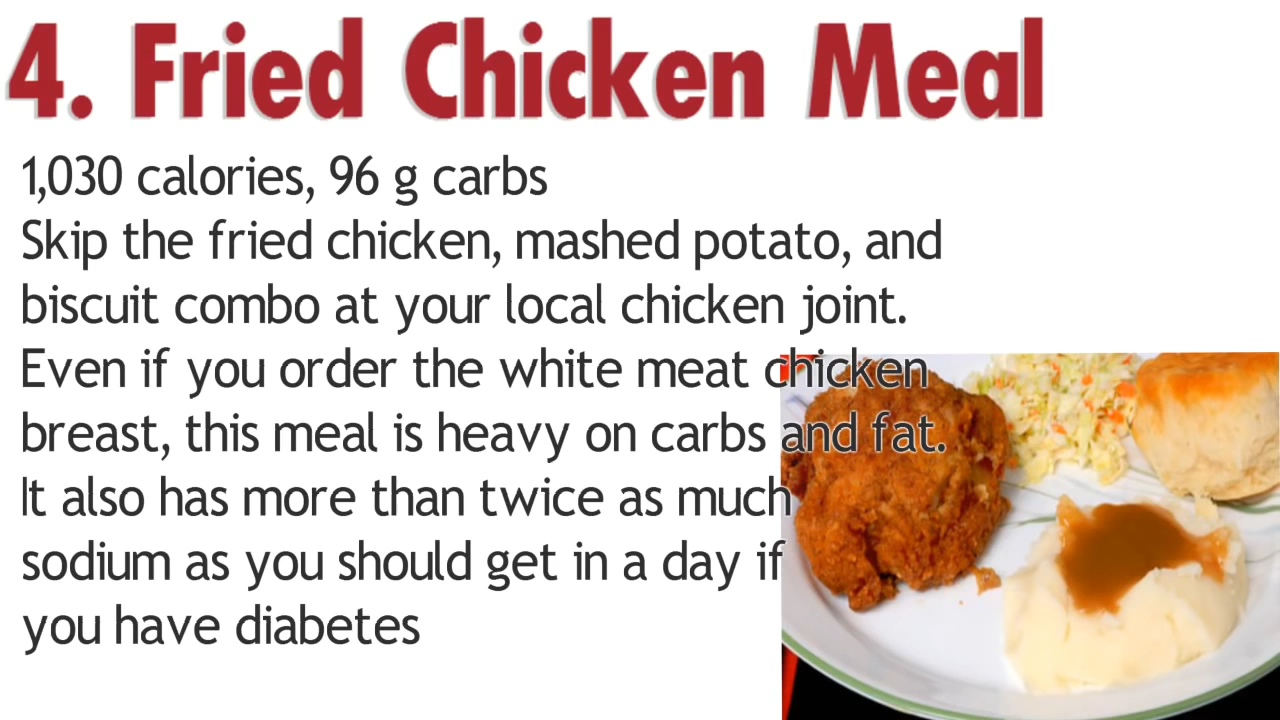 4. Fried Chicken Meal
1,030 calories, 96 g carbs
Skip the fried chicken, mashed potato, and
biscuit combo at your local chicken joint.
Even if you order the white meat chicken
breast, this meal is heavy on carbs and fat.
It also has more than twice as much
sodium as you should get in a day if
you have diabetes